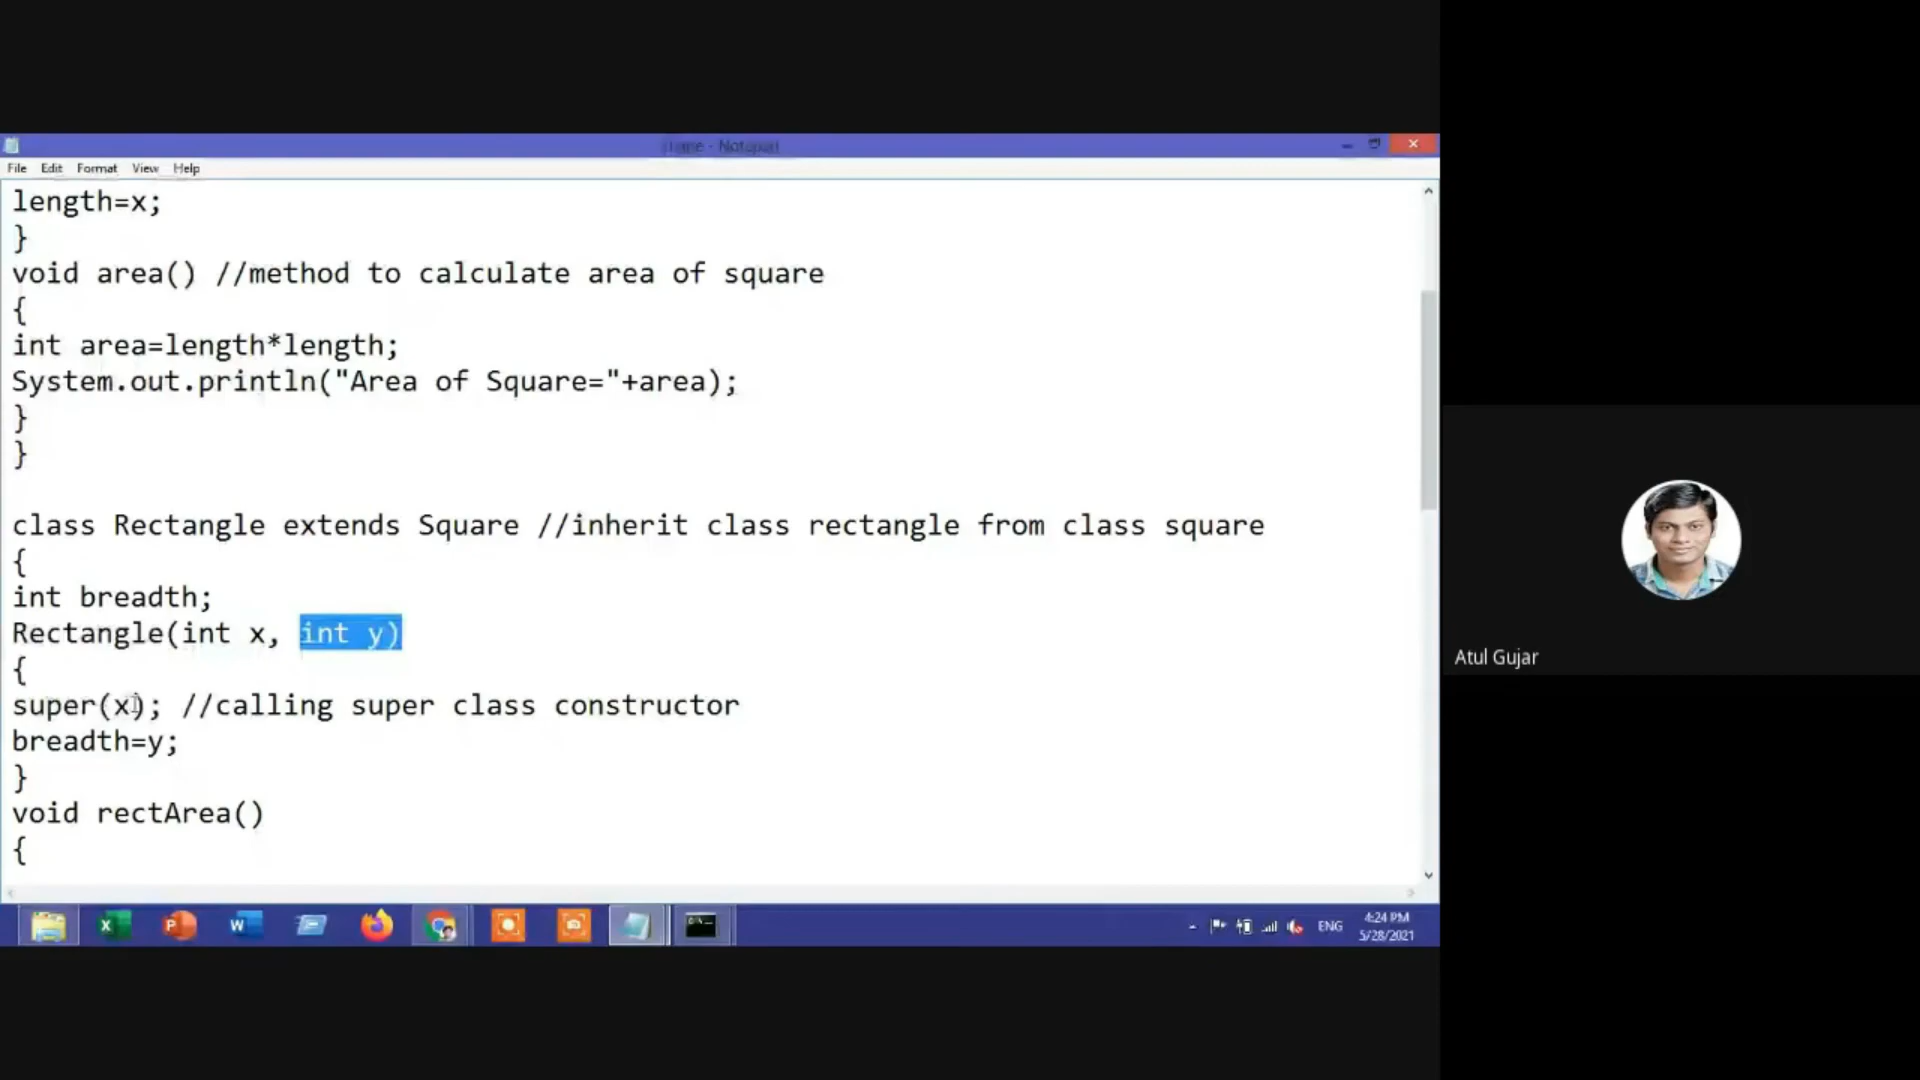 File Edit Format View Help
length=x;
}
void area() //method to calculate area of square
{
int area=length*length;
System.out.println("Area of Square="+area);
}
}
class Rectangle extends Square //inherit class rectangle from class square
{
int breadth;
Rectangle(int x, int y)
{
super(x); //calling super class constructor
breadth=y;
}
void rectArea()
{
Atul Gujar
ENG
4:24 PM
5/28/2021